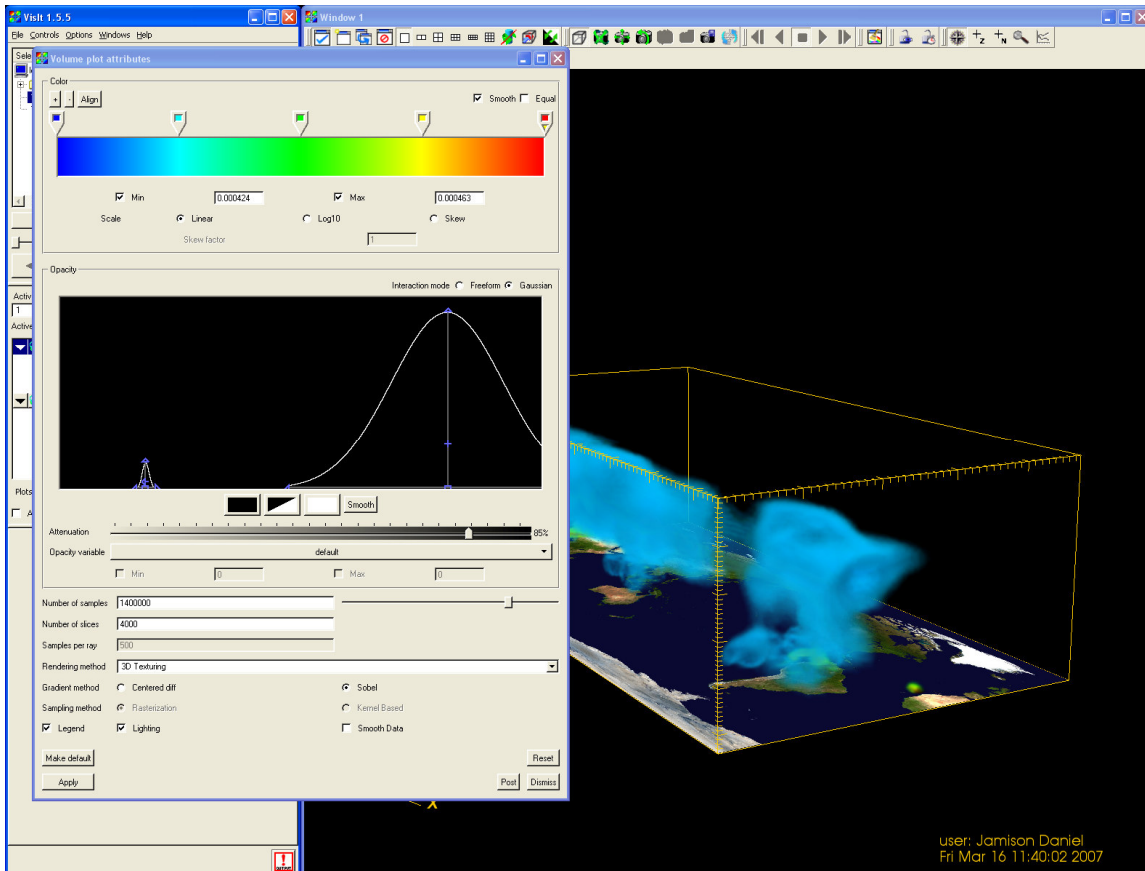 VisIt 1.5.5
Window 1
File Controls Options Windows Help
Sele
Volume plot attributes
Color
+ - Align
Smooth Equal
Min 0.000424 Max 0.000463
Scale Linear Log10 Skew
Skew factor 1
Opacity
Interaction mode Freeform Gaussian
Activ
1
Active
Plots
A
Smooth
Attenuation 85%
Opacity variable default
Min 0 Max 0
Number of samples 1400000
Number of slices 4000
Samples per ray 500
Rendering method 3D Texturing
Gradient method Centered diff Sobel
Sampling method Rasterization Kernel Based
Legend Lighting Smooth Data
Make default Reset
Apply Post Dismiss
X
user: Jamison Daniel
Fri Mar 16 11:40:02 2007